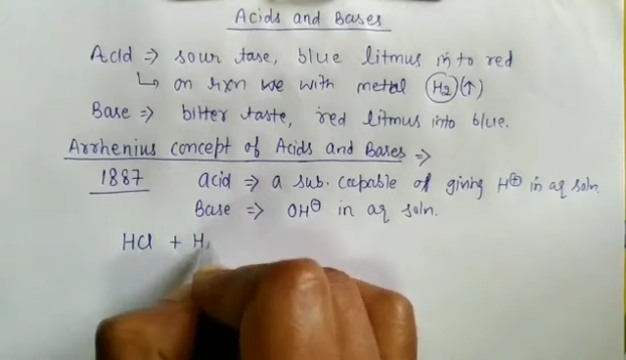 Acids and Bases
Acid => sour tase, blue litmus in to red
↳ on rxn we with metal (H2)(↑)
Base => bitter taste, red litmus into blue.
Arrhenius concept of Acids and Bases =>
1887 acid => a sub. capable of giving H⊕ in aq soln
Base => OH⊖ in aq soln.
HCl + H